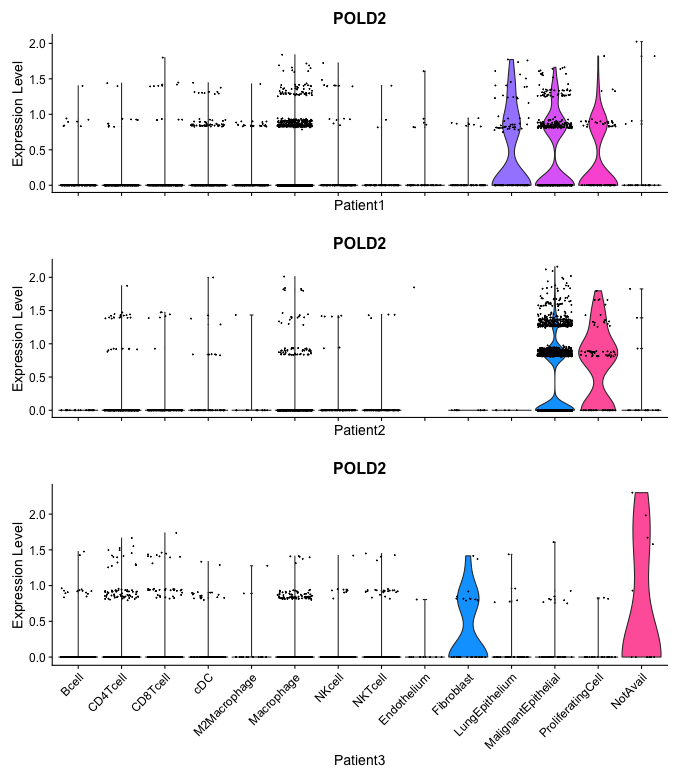 POLD2
Expression Level
2.0
1.5
1.0
0.5
0.0
Patient1
POLD2
Expression Level
2.0
1.5
1.0
0.5
0.0
Patient2
POLD2
Expression Level
2.0
1.5
1.0
0.5
0.0
Bcell
CD4Tcell
CD8Tcell
cDC
M2Macrophage
Macrophage
NKcell
NKTcell
Endothelium
Fibroblast
LungEpithelium
MalignantEpithelial
ProliferatingCell
NotAvail
Patient3